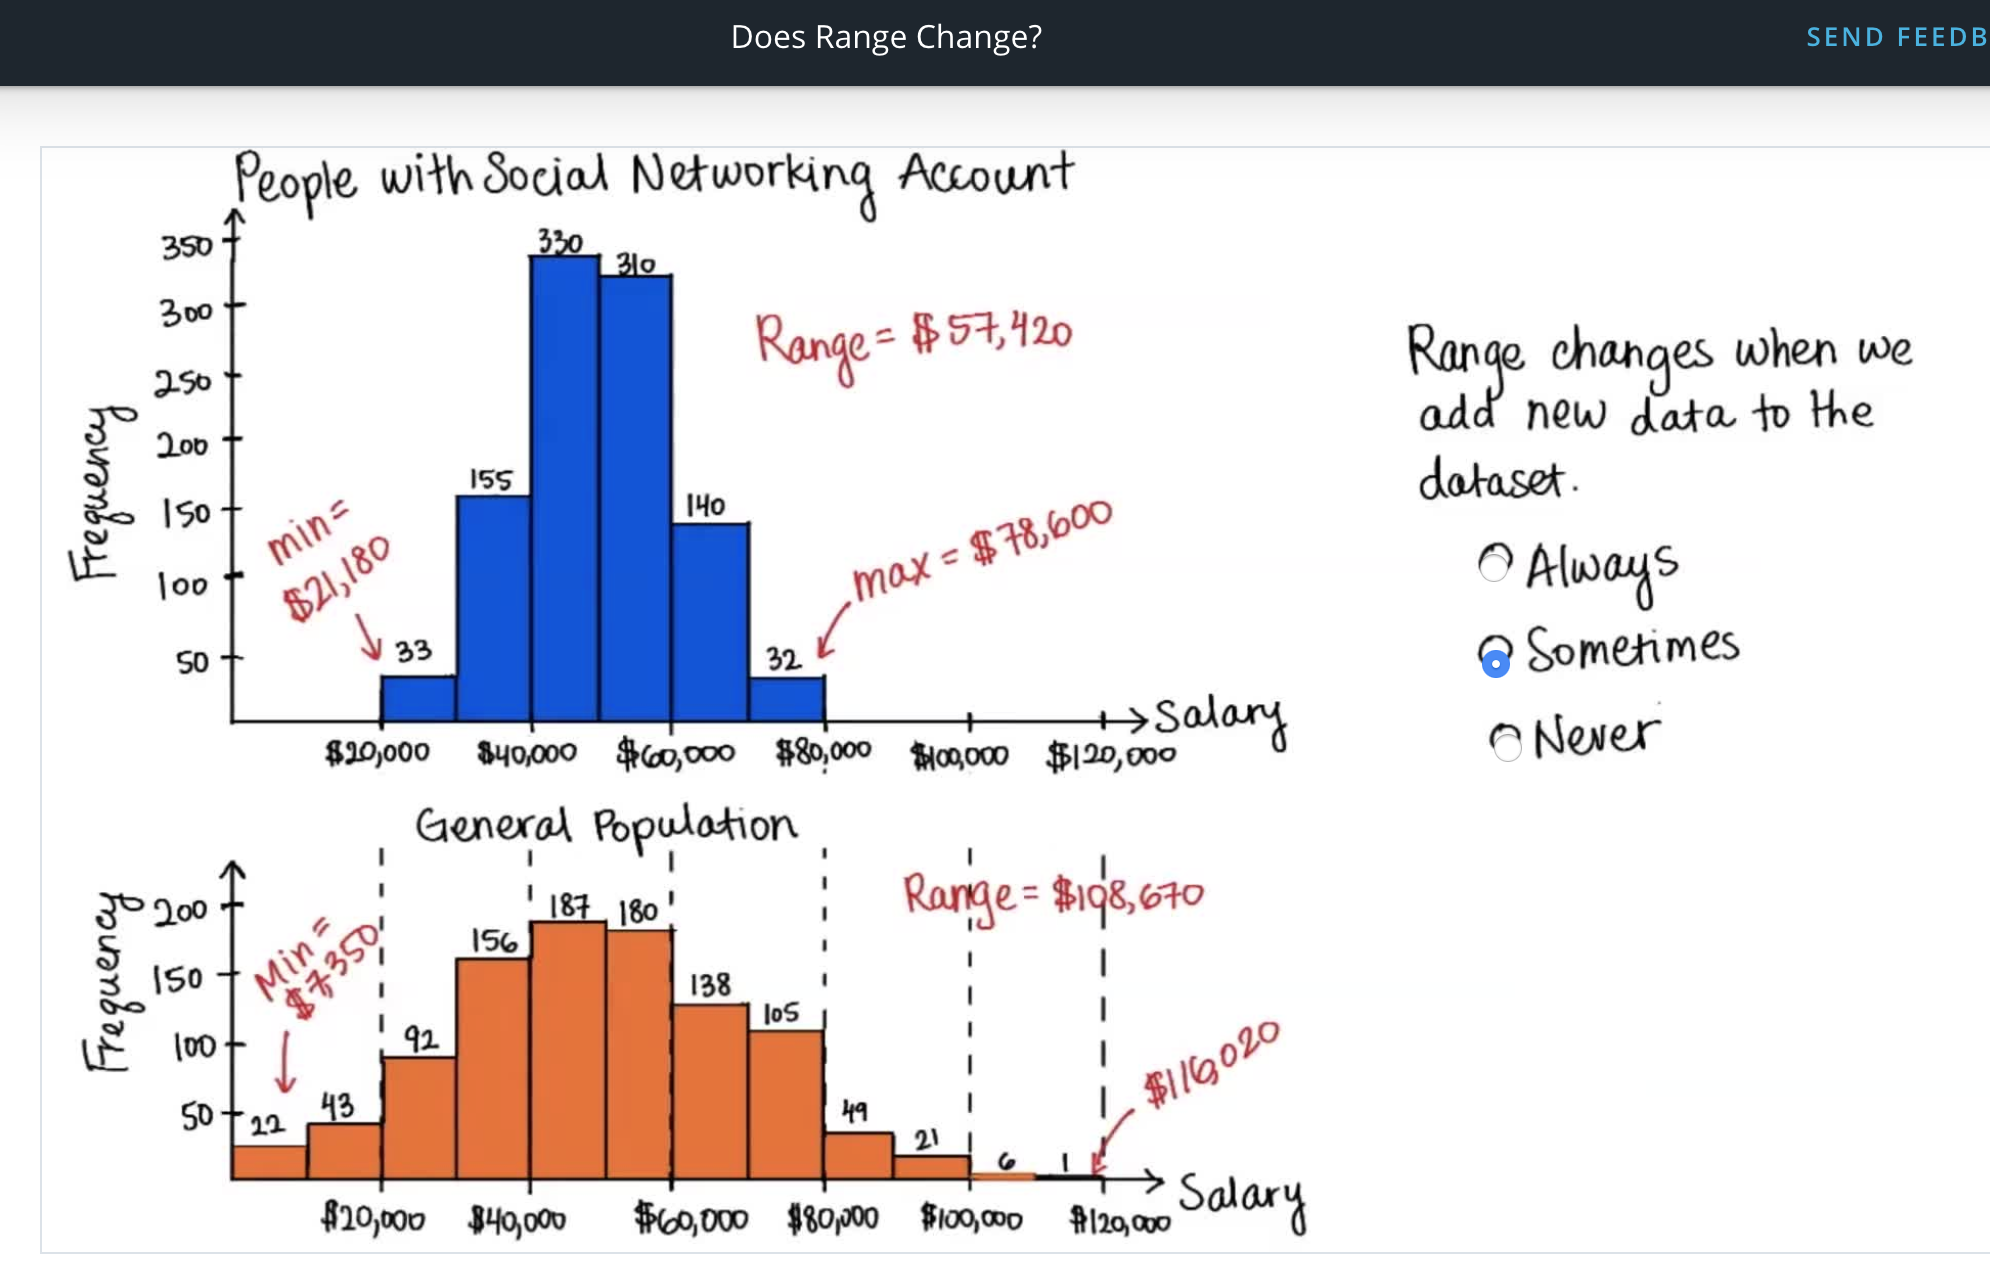 Does Range Change?
SEND FEEDB
People with Social Networking Account
350
300
250
200
150
100
50
Frequency
33
155
330
310
140
32
min =
$21,180
Range = $57,420
max = $78,600
$20,000 $40,000 $60,000 $80,000 $100,000 $120,000
Salary
General Population
200
150
100
50
Frequency
22
43
92
156
187
180
138
105
49
21
6
1
Min =
$7,350
Range = $108,670
$116,020
$20,000 $40,000 $60,000 $80,000 $100,000 $120,000
Salary
Range changes when we
add new data to the
dataset.
Always
Sometimes
Never